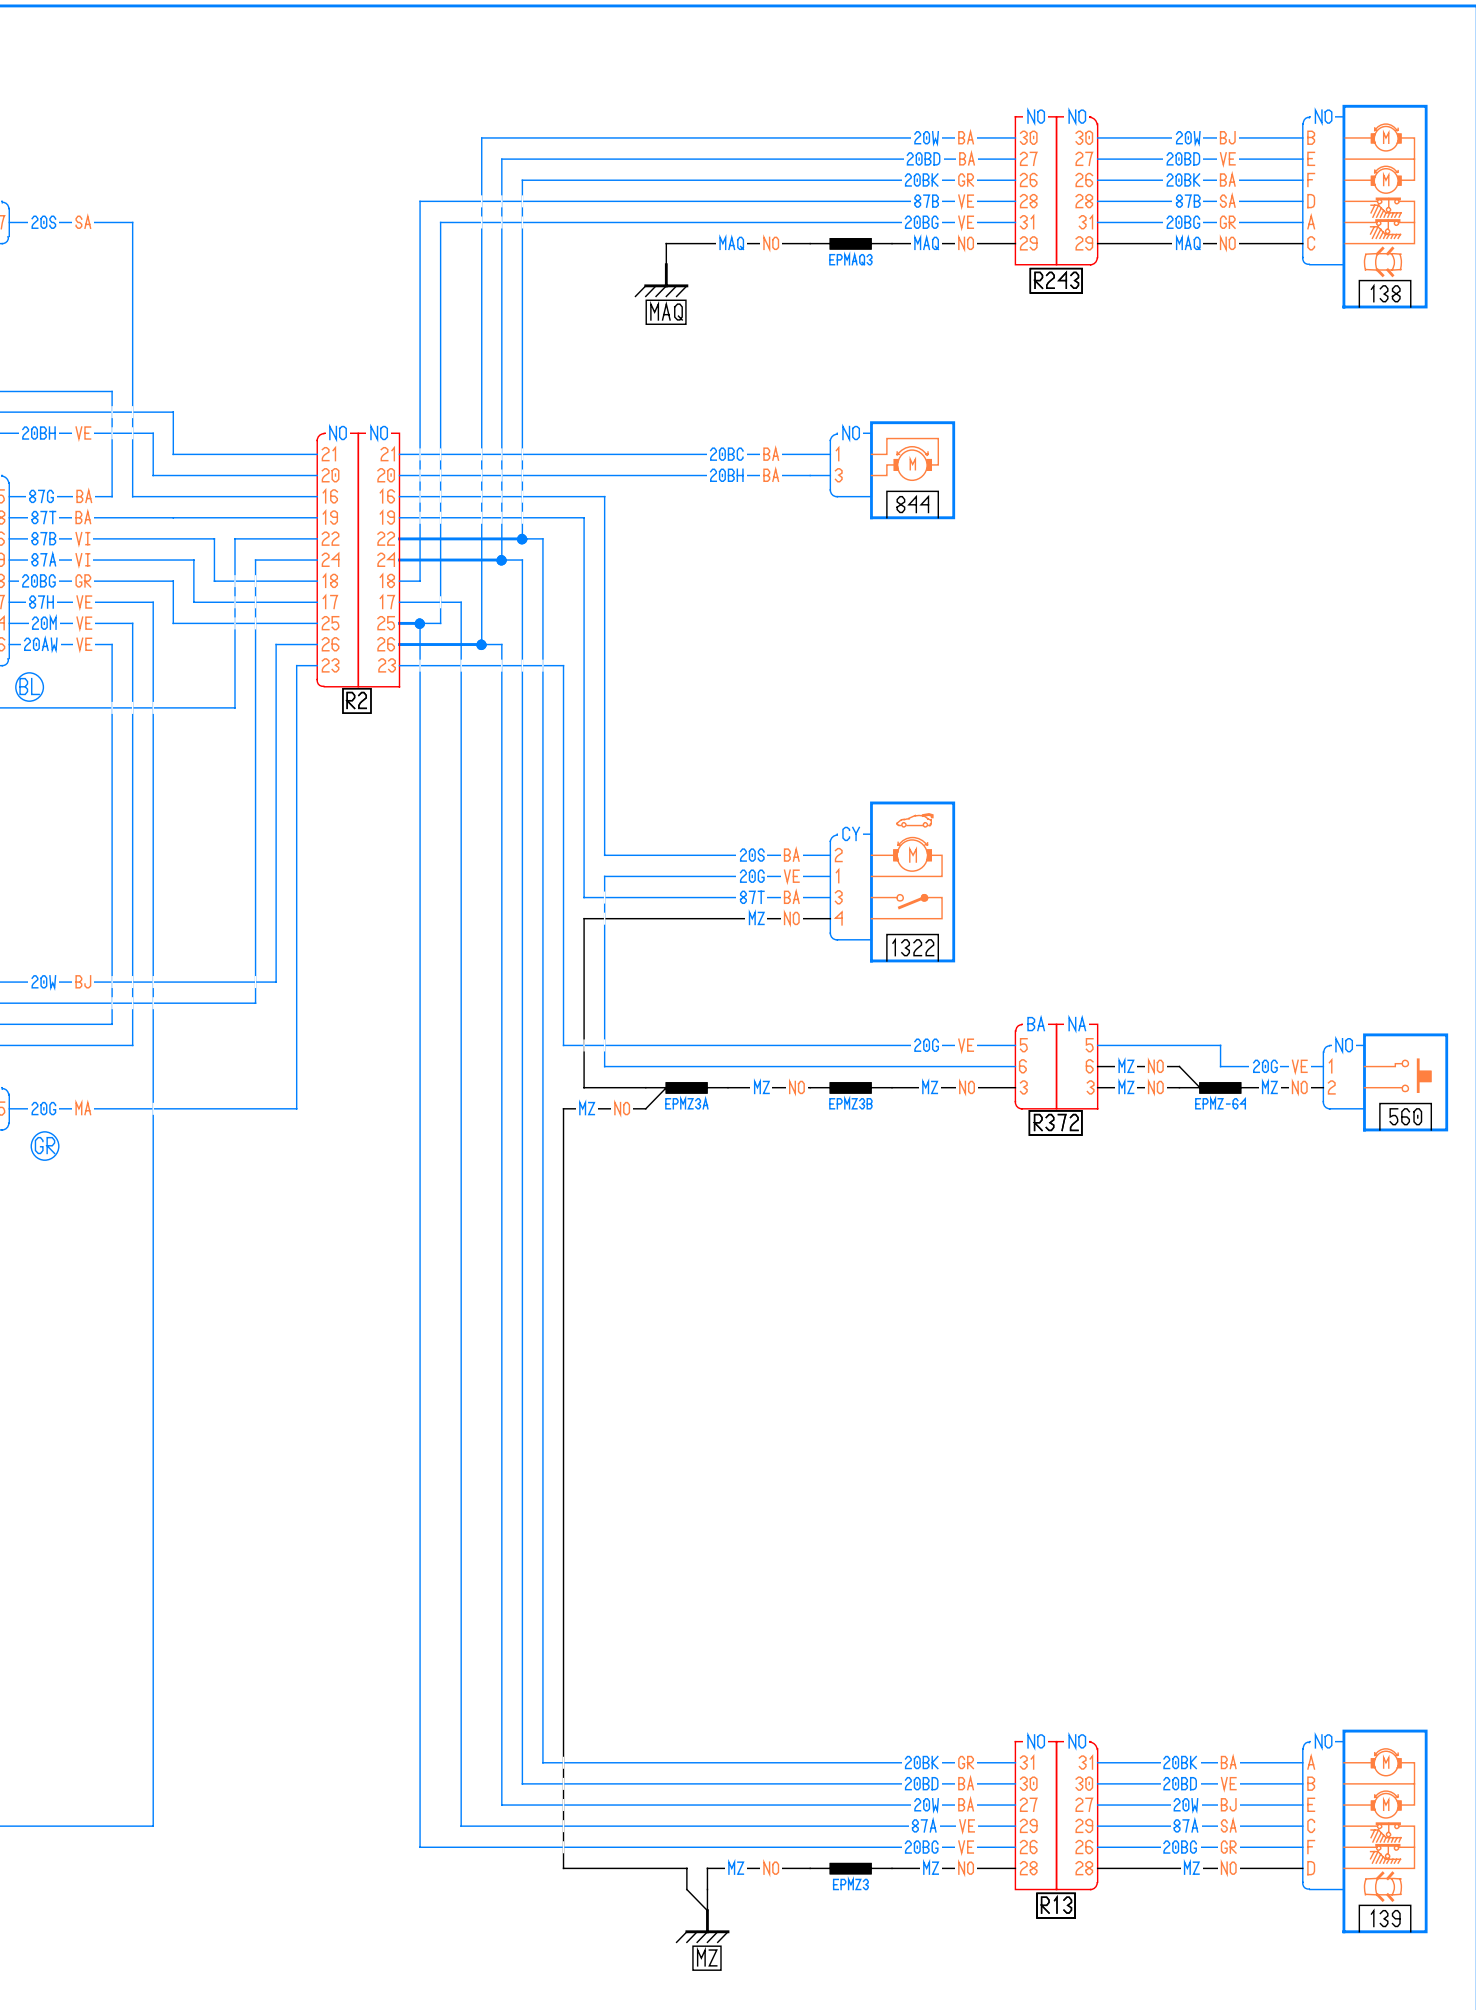 NO NO NO
20W BA 30 30 20W BJ B M
20BD BA 27 27 20BD VE E
20BK GR 26 26 20BK BA F M
87B VE 28 28 87B SA D
20S SA 20BG VE 31 31 20BG GR A
MAQ NO MAQ NO 29 29 MAQ NO C
EPMAQ3
R243
138
MAQ
20BH VE NO NO NO
21 21 20BC BA 1 M
20 20 20BH BA 3
87G BA 16 16
844
87T BA 19 19
87B VI 22 22
87A VI 24 24
20BG GR 18 18
87H VE 17 17
20M VE 25 25
20AW VE 26 26
23 23
BL
R2
CY
20S BA 2 M
20G VE 1
87T BA 3
MZ NO 4
1322
20W BJ
BA NA
20G VE 5 5 NO
6 6 MZ NO 20G VE 1
MZ NO MZ NO 3 3 MZ NO MZ NO 2
EPMZ3A EPMZ3B EPMZ-64
20G MA MZ NO
R372
560
GR
NO NO NO
20BK GR 31 31 20BK BA A M
20BD BA 30 30 20BD VE B
20W BA 27 27 20W BJ E M
87A VE 29 29 87A SA C
20BG VE 26 26 20BG GR F
MZ NO MZ NO 28 28 MZ NO D
EPMZ3
R13
139
MZ